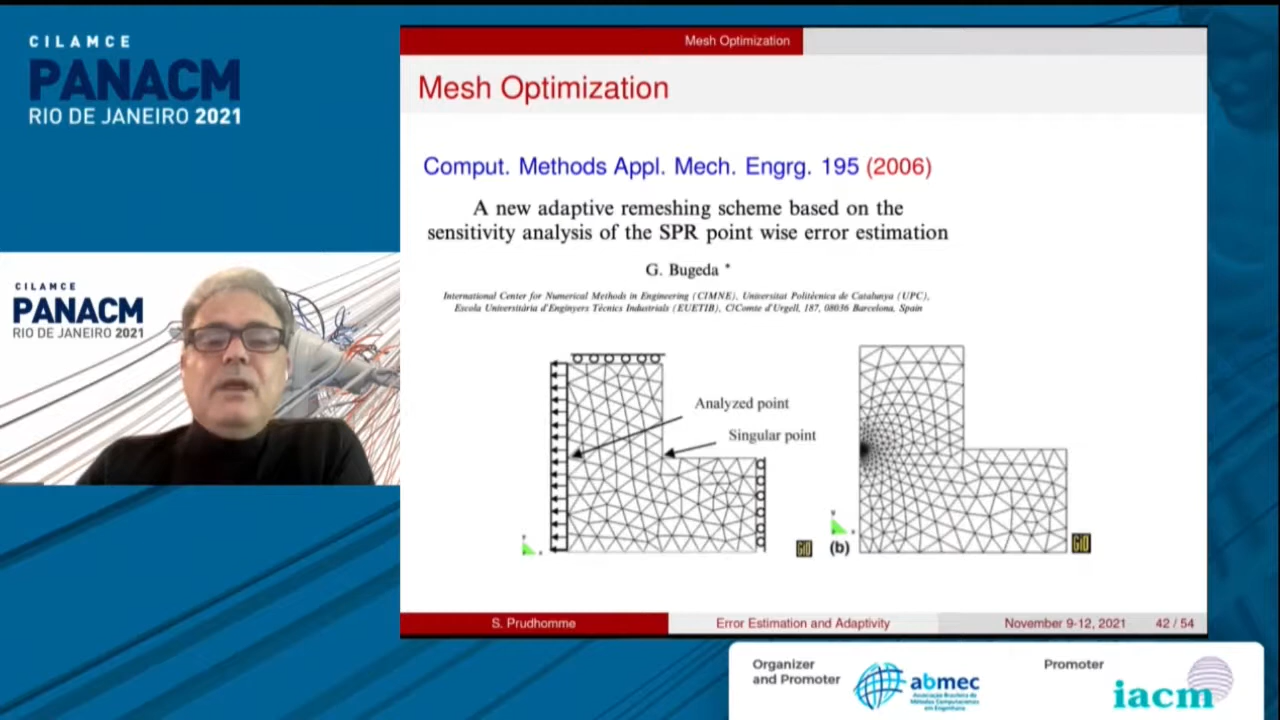 CILAMCE
PANACM
RIO DE JANEIRO 2021
CILAMCE
PANACM
RIO DE JANEIRO 2021
Mesh Optimization
Mesh Optimization
Comput. Methods Appl. Mech. Engrg. 195 (2006)
A new adaptive remeshing scheme based on the
sensitivity analysis of the SPR point wise error estimation
G. Bugeda *
International Center for Numerical Methods in Engineering (CIMNE), Universitat Politècnica de Catalunya (UPC),
Escola Universitària d'Enginyers Tècnics Industrials (EUETIB), C/Comte d'Urgell, 187, 08036 Barcelona, Spain
Analyzed point
Singular point
GiD
(b)
GiD
S. Prudhomme
Error Estimation and Adaptivity
November 9-12, 2021
42 / 54
Organizer
and Promoter
abmec
Associação Brasileira de
Métodos Computacionais
em Engenharia
Promoter
iacm